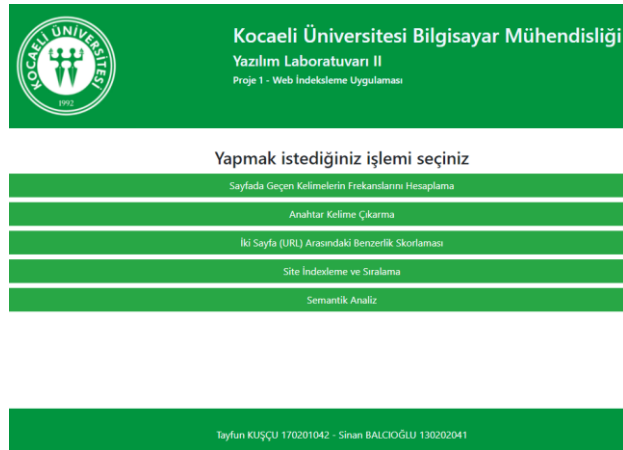 KOCAELİ ÜNİVERSİTESİ
1992
Kocaeli Üniversitesi Bilgisayar Mühendisliği
Yazılım Laboratuvarı II
Proje 1 - Web İndeksleme Uygulaması
Yapmak istediğiniz işlemi seçiniz
Sayfada Geçen Kelimelerin Frekanslarını Hesaplama
Anahtar Kelime Çıkarma
İki Sayfa (URL) Arasındaki Benzerlik Skorlaması
Site İndexleme ve Sıralama
Semantik Analiz
Tayfun KUŞÇU 170201042 - Sinan BALCIOĞLU 130202041